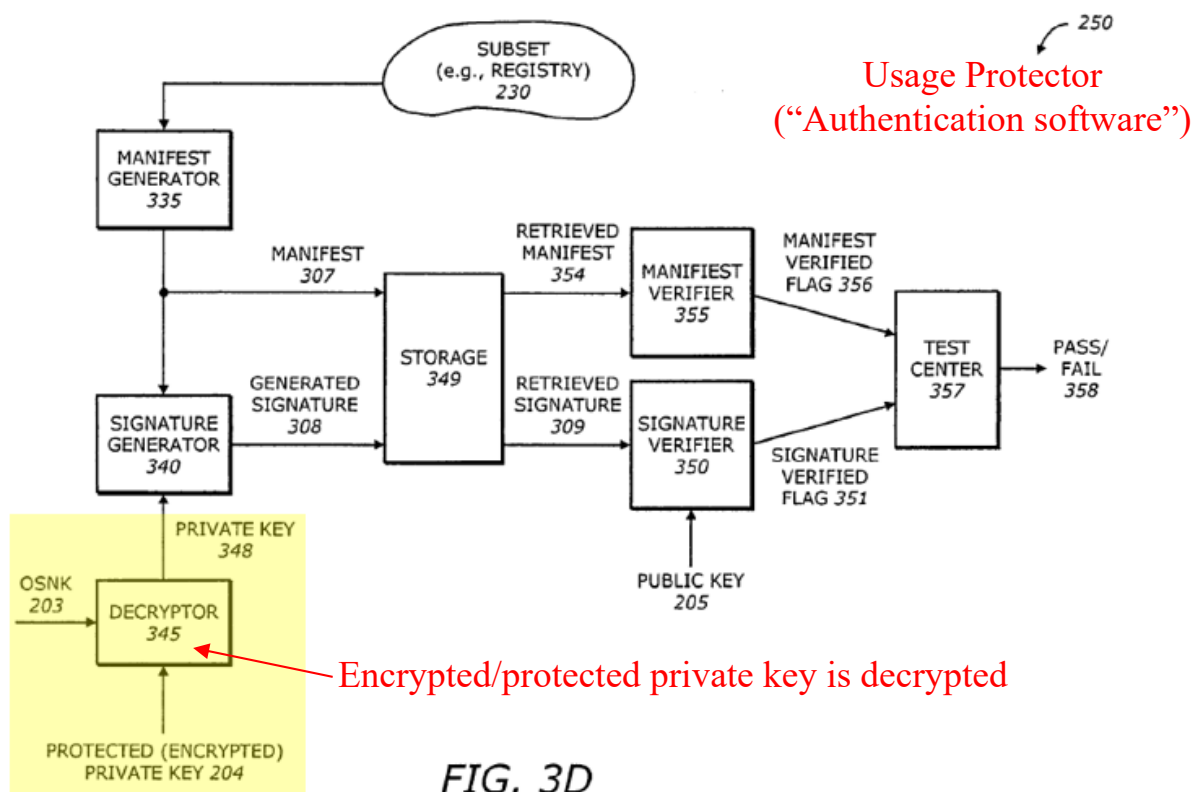 250
SUBSET
(e.g., REGISTRY)
230
Usage Protector
(“Authentication software”)
MANIFEST
GENERATOR
335
MANIFEST
307
RETRIEVED
MANIFEST
354
MANIFIEST
VERIFIER
355
MANIFEST
VERIFIED
FLAG 356
STORAGE
349
TEST
CENTER
357
PASS/
FAIL
358
SIGNATURE
GENERATOR
340
GENERATED
SIGNATURE
308
RETRIEVED
SIGNATURE
309
SIGNATURE
VERIFIER
350
SIGNATURE
VERIFIED
FLAG 351
PRIVATE KEY
348
PUBLIC KEY
205
OSNK
203
DECRYPTOR
345
Encrypted/protected private key is decrypted
PROTECTED (ENCRYPTED)
PRIVATE KEY 204
FIG. 3D